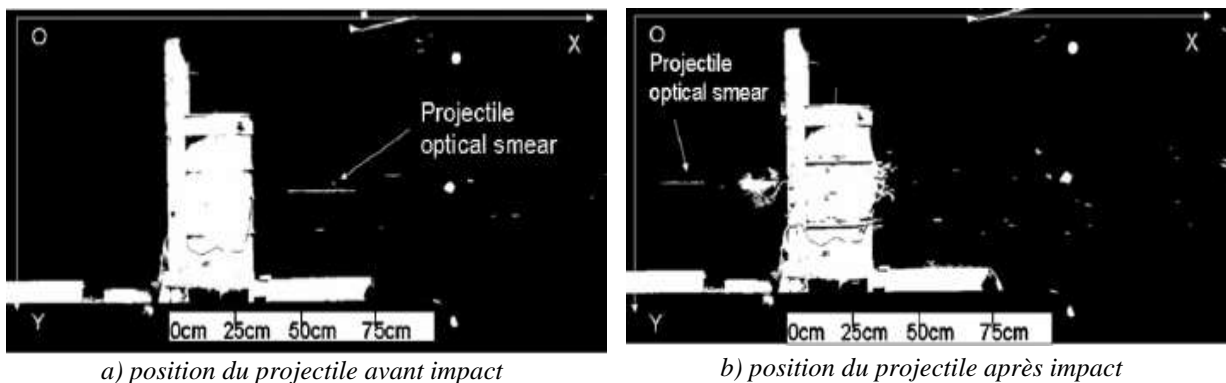 O
X
Projectile
optical smear
Y
0cm 25cm 50cm 75cm
a) position du projectile avant impact
O
X
Projectile
optical smear
Y
0cm 25cm 50cm 75cm
b) position du projectile après impact